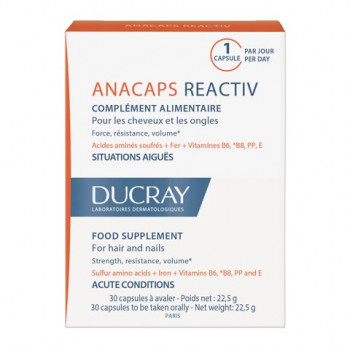 1
CAPSULE
PAR JOUR
PER DAY
ANACAPS REACTIV
COMPLÉMENT ALIMENTAIRE
Pour les cheveux et les ongles
Force, résistance, volume*
Acides aminés soufrés + Fer + Vitamines B6, *B8, PP, E
SITUATIONS AIGUËS
DUCRAY
LABORATOIRES DERMATOLOGIQUES
FOOD SUPPLEMENT
For hair and nails
Strength, resistance, volume*
Sulfur amino acids + Iron + Vitamins B6, *B8, PP and E
ACUTE CONDITIONS
30 capsules à avaler - Poids net : 22,5 g
30 capsules to be taken orally - Net weight: 22,5 g
PARIS